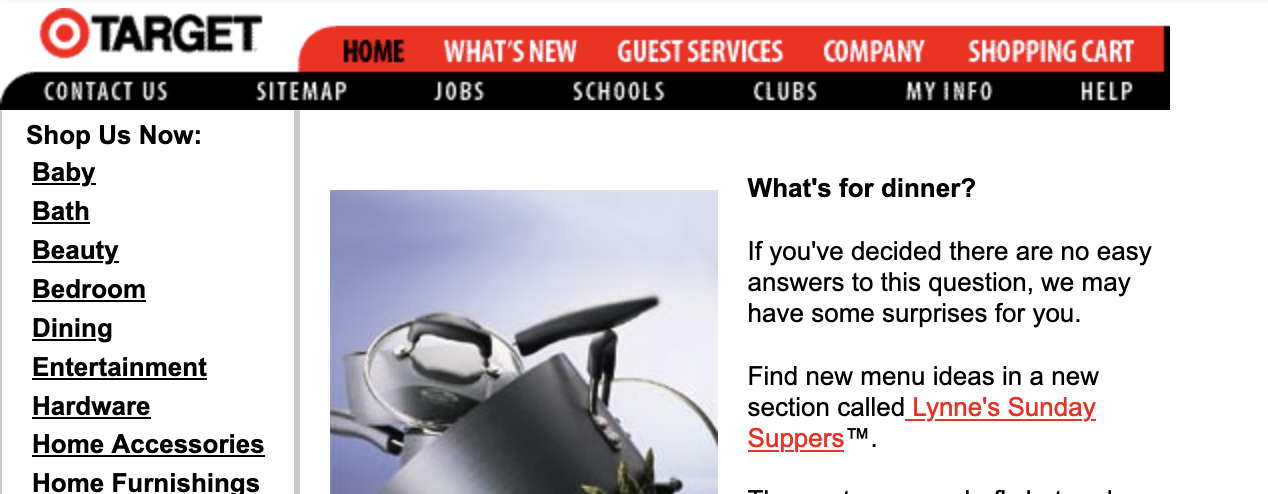 TARGET
HOME WHAT'S NEW GUEST SERVICES COMPANY SHOPPING CART
CONTACT US SITEMAP JOBS SCHOOLS CLUBS MY INFO HELP
Shop Us Now:
Baby
Bath
Beauty
Bedroom
Dining
Entertainment
Hardware
Home Accessories
Home Furnishings
What's for dinner?
If you've decided there are no easy
answers to this question, we may
have some surprises for you.
Find new menu ideas in a new
section called Lynne's Sunday
Suppers™.